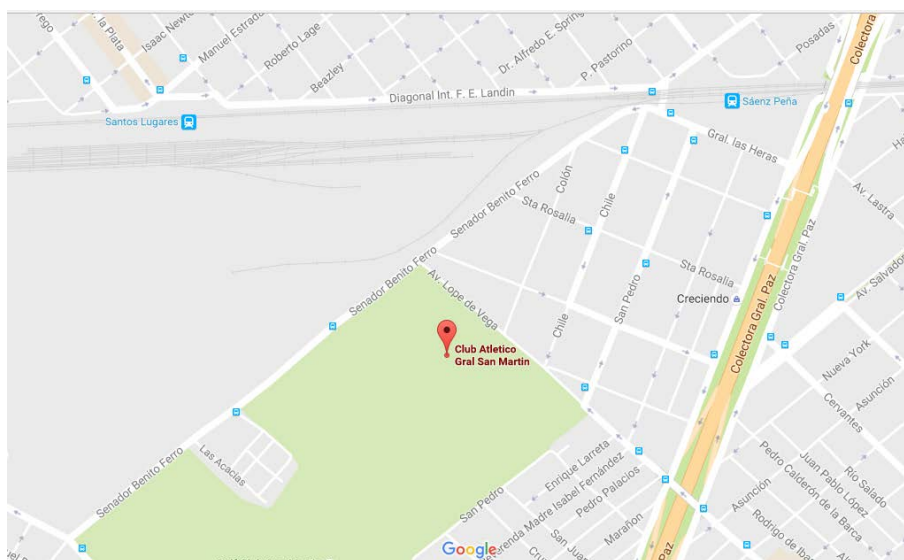 la Plata
Isaac Newton
Manuel Estrada
Roberto Lage
Beazley
Dr. Alfredo E. Spring
P. Pastorino
Posadas
Colectora
Diagonal Int. F. E. Landin
Santos Lugares
Sáenz Peña
Gral. las Heras
Av. Lastra
Senador Benito Ferro
Colón
Chile
Sta Rosalia
Colectora Gral. Paz
Av. Salvador
Senador Benito Ferro
Av. Lope de Vega
Sta Rosalia
San Pedro
Creciendo
Chile
Club Atletico
Gral San Martin
Colectora Gral. Paz
Nueva York
Asunción
Cervantes
Las Acacias
Senador Benito Ferro
Enrique Larreta
Reverenda Madre Isabel Fernández
Pedro Palacios
San Pedro
San Juan
Marañon
Paz
Asunción
Pedro Calderón de la Barca
Juan Pablo López
Río Salado
Rodrigo de Ibar
Google